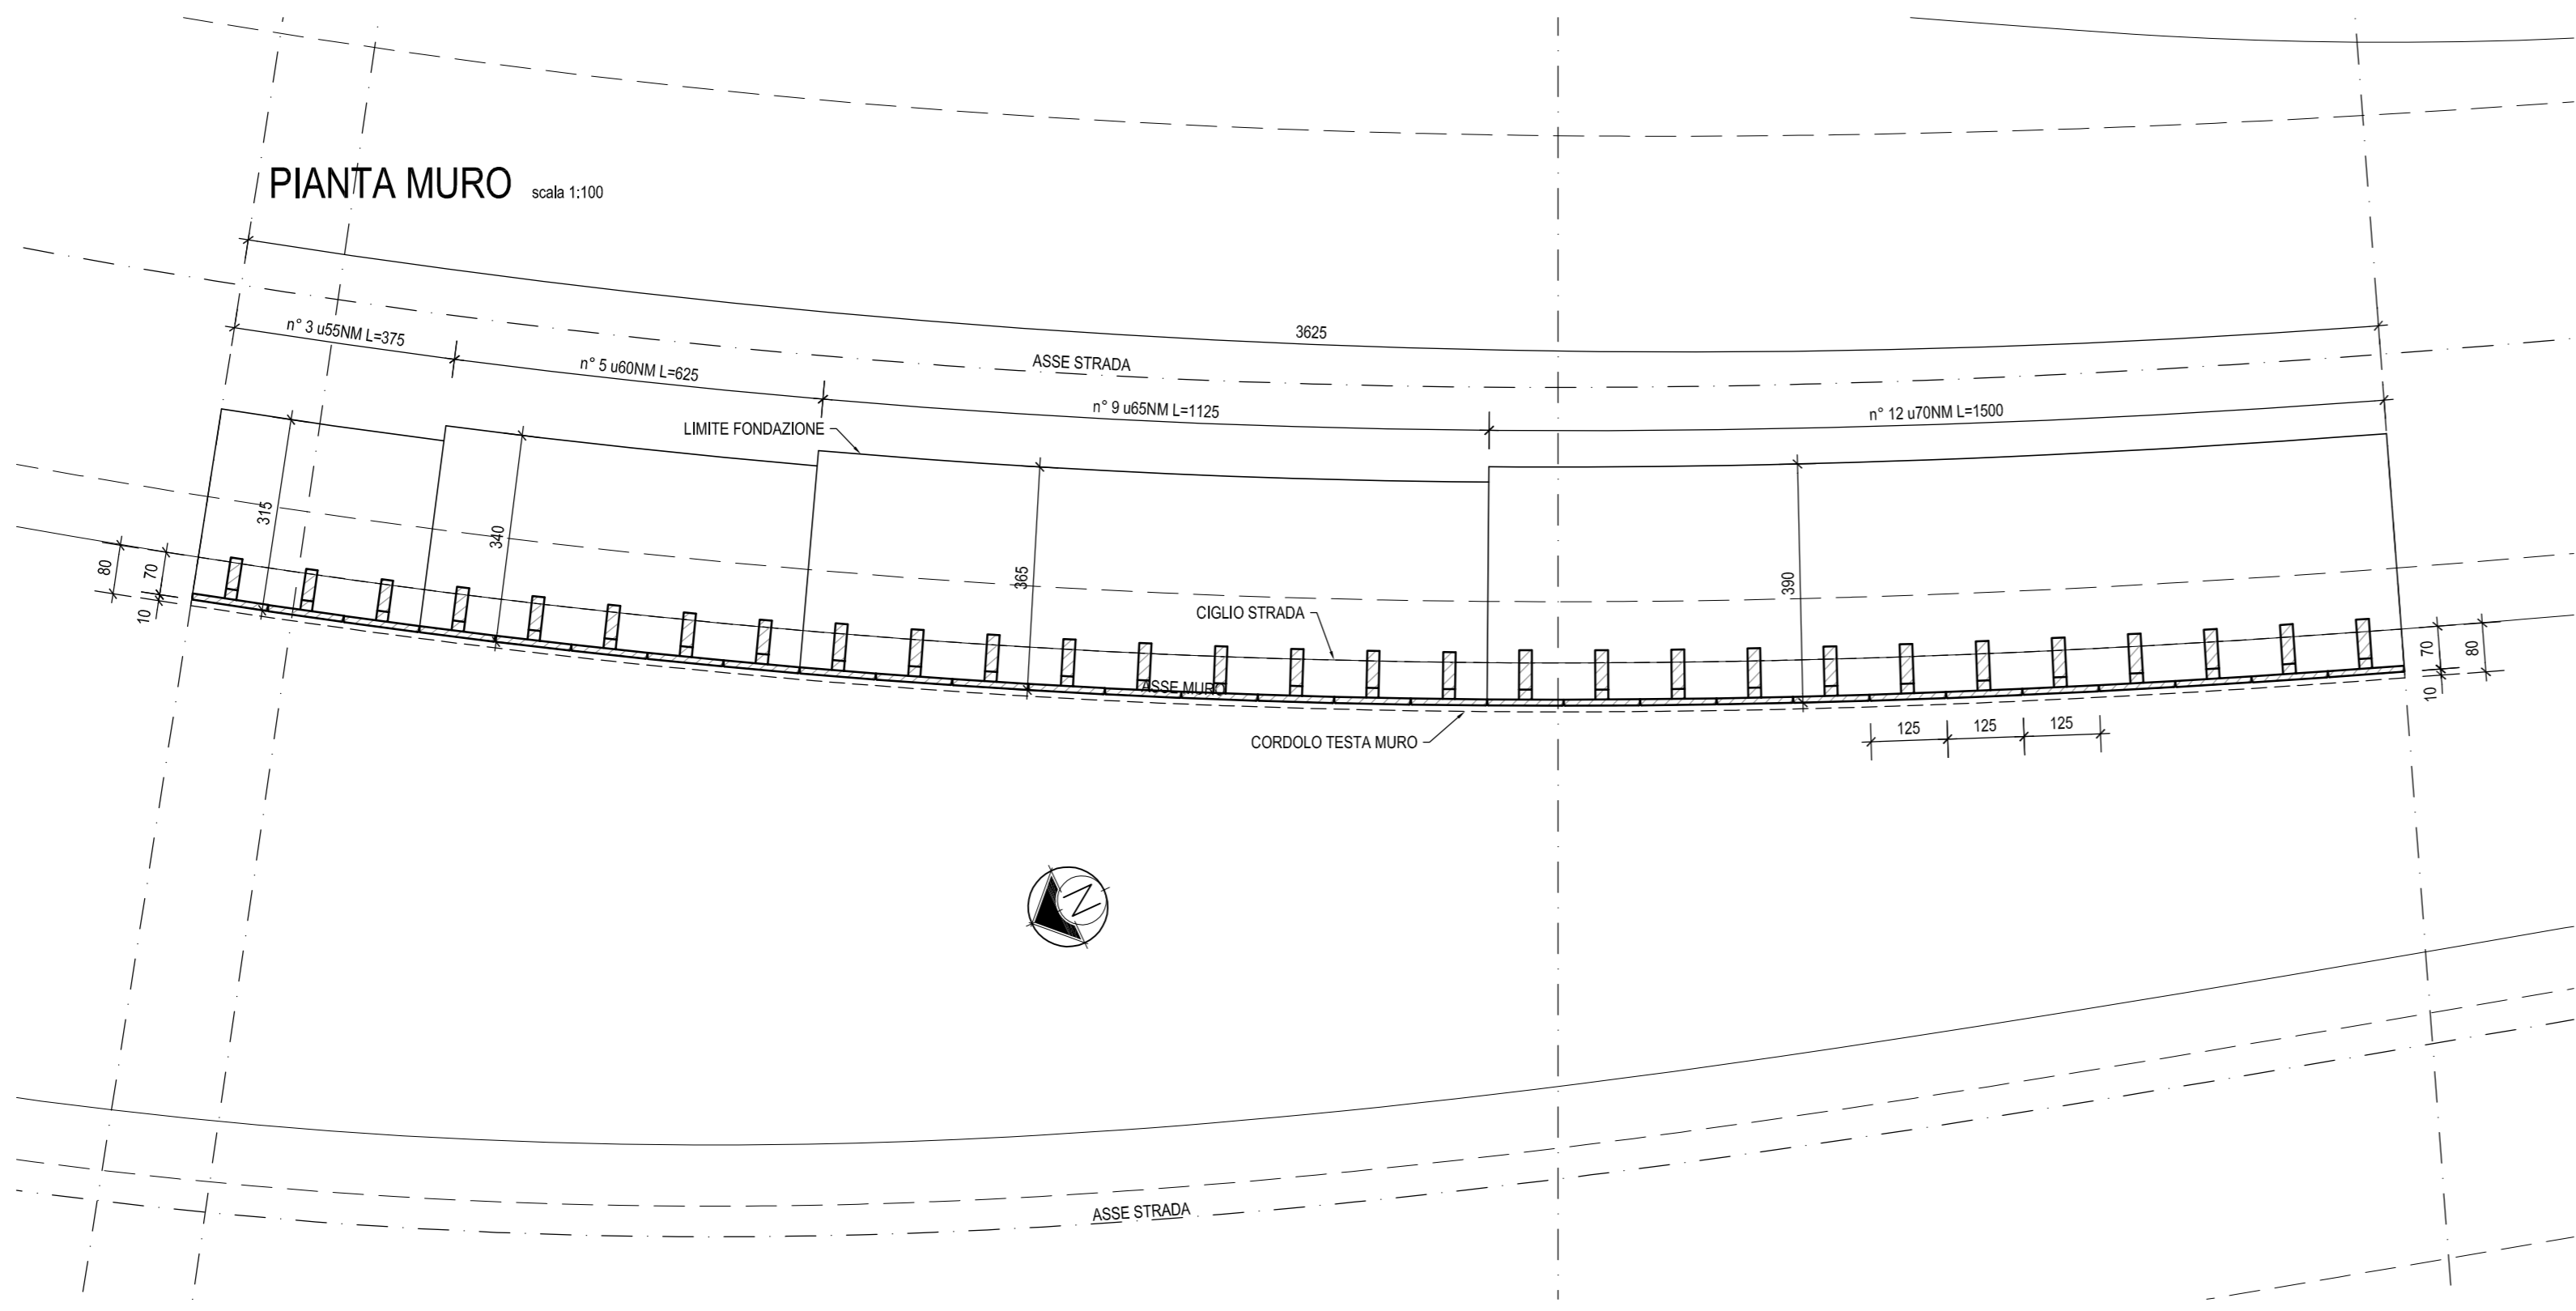 PIANTA MURO scala 1:100
3625
n° 3 u55NM L=375
n° 5 u60NM L=625
ASSE STRADA
n° 9 u65NM L=1125
n° 12 u70NM L=1500
LIMITE FONDAZIONE
315
340
365
390
80
70
10
CIGLIO STRADA
ASSE MURO
70
80
10
CORDOLO TESTA MURO
125
125
125
N
ASSE STRADA